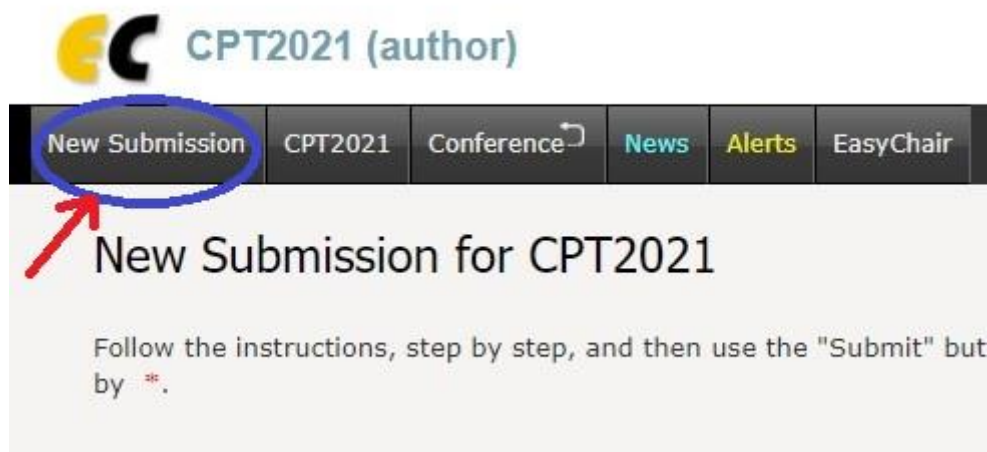 EC CPT2021 (author)
New Submission CPT2021 Conference News Alerts EasyChair
New Submission for CPT2021
Follow the instructions, step by step, and then use the "Submit" but
by *.